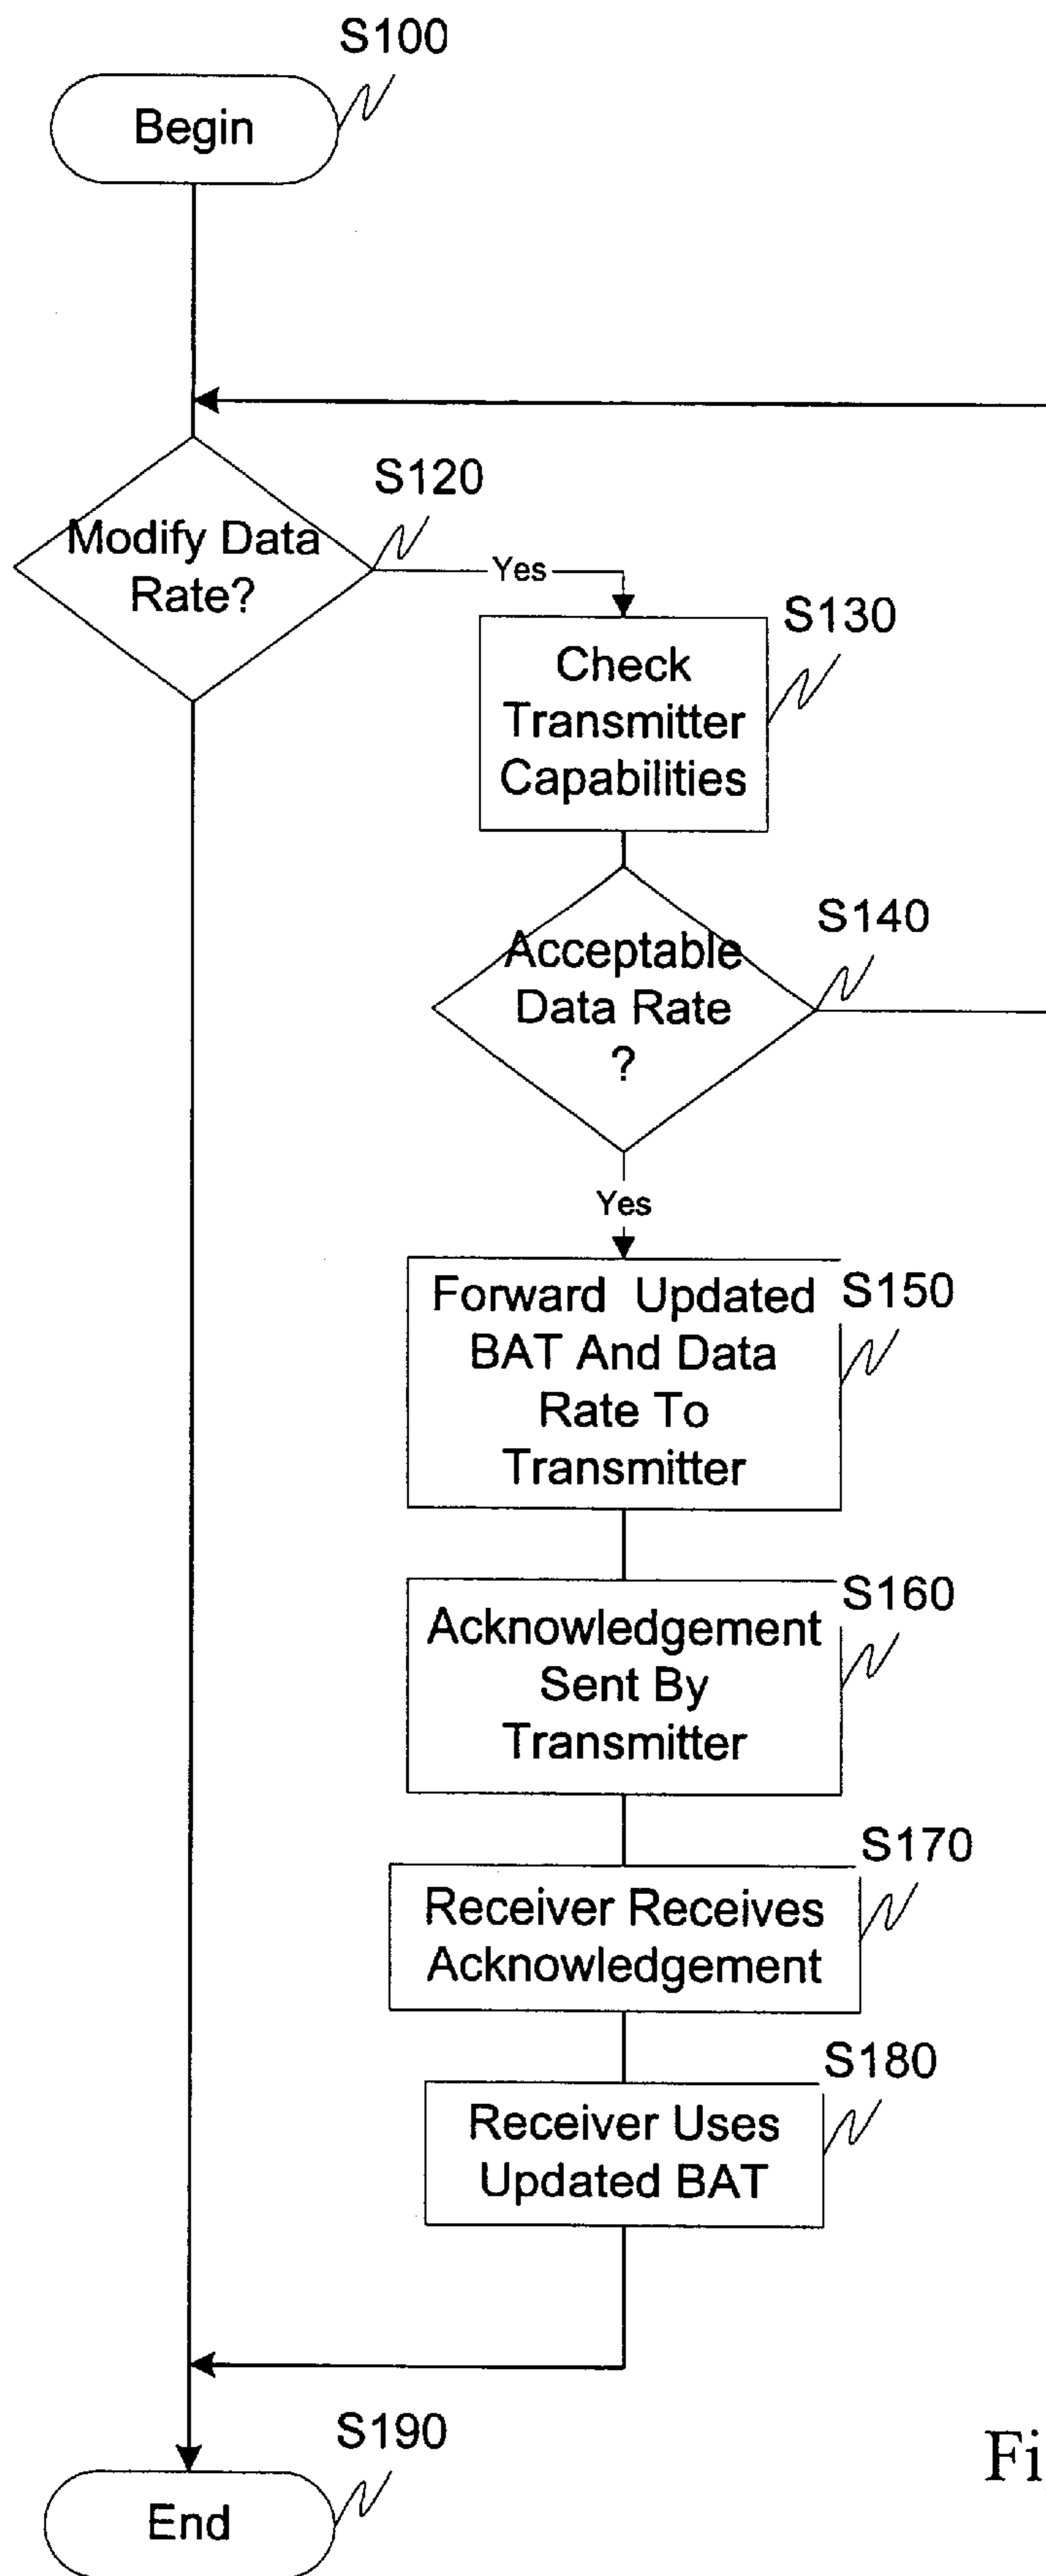 S100
Begin
S120
Modify Data
Rate?
Yes
S130
Check
Transmitter
Capabilities
S140
Acceptable
Data Rate
?
Yes
S150
Forward Updated
BAT And Data
Rate To
Transmitter
S160
Acknowledgement
Sent By
Transmitter
S170
Receiver Receives
Acknowledgement
S180
Receiver Uses
Updated BAT
S190
End
Fi